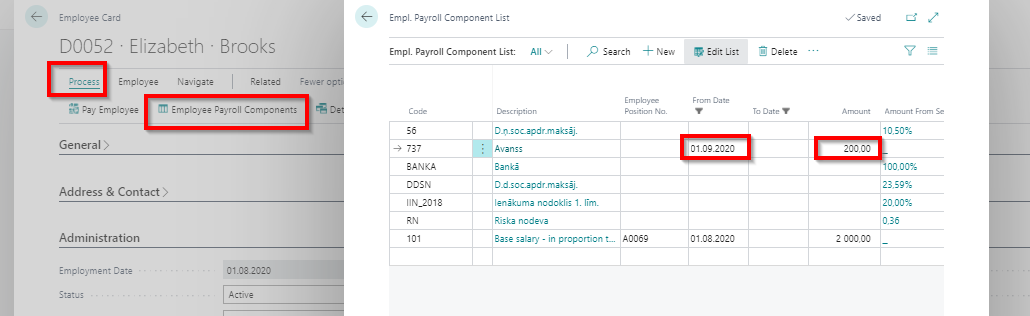 Employee Card
D0052 · Elizabeth · Brooks
Process Employee Navigate Related Fewer optio
Pay Employee Employee Payroll Components Det
General
Address & Contact
Administration
Employment Date 01.08.2020
Status Active
Empl. Payroll Component List
Saved
Empl. Payroll Component List: All Search New Edit List Delete ···
Code Description Employee Position No. From Date To Date Amount Amount From Se
56 D.ņ.soc.apdr.maksāj. 10,50%
737 Avanss 01.09.2020 200,00 _
BANKA Bankā 100,00%
DDSN D.d.soc.apdr.maksāj. 23,59%
IIN_2018 Ienākuma nodoklis 1. līm. 20,00%
RN Riska nodeva 0,36
101 Base salary - in proportion t... A0069 01.08.2020 2 000,00 _